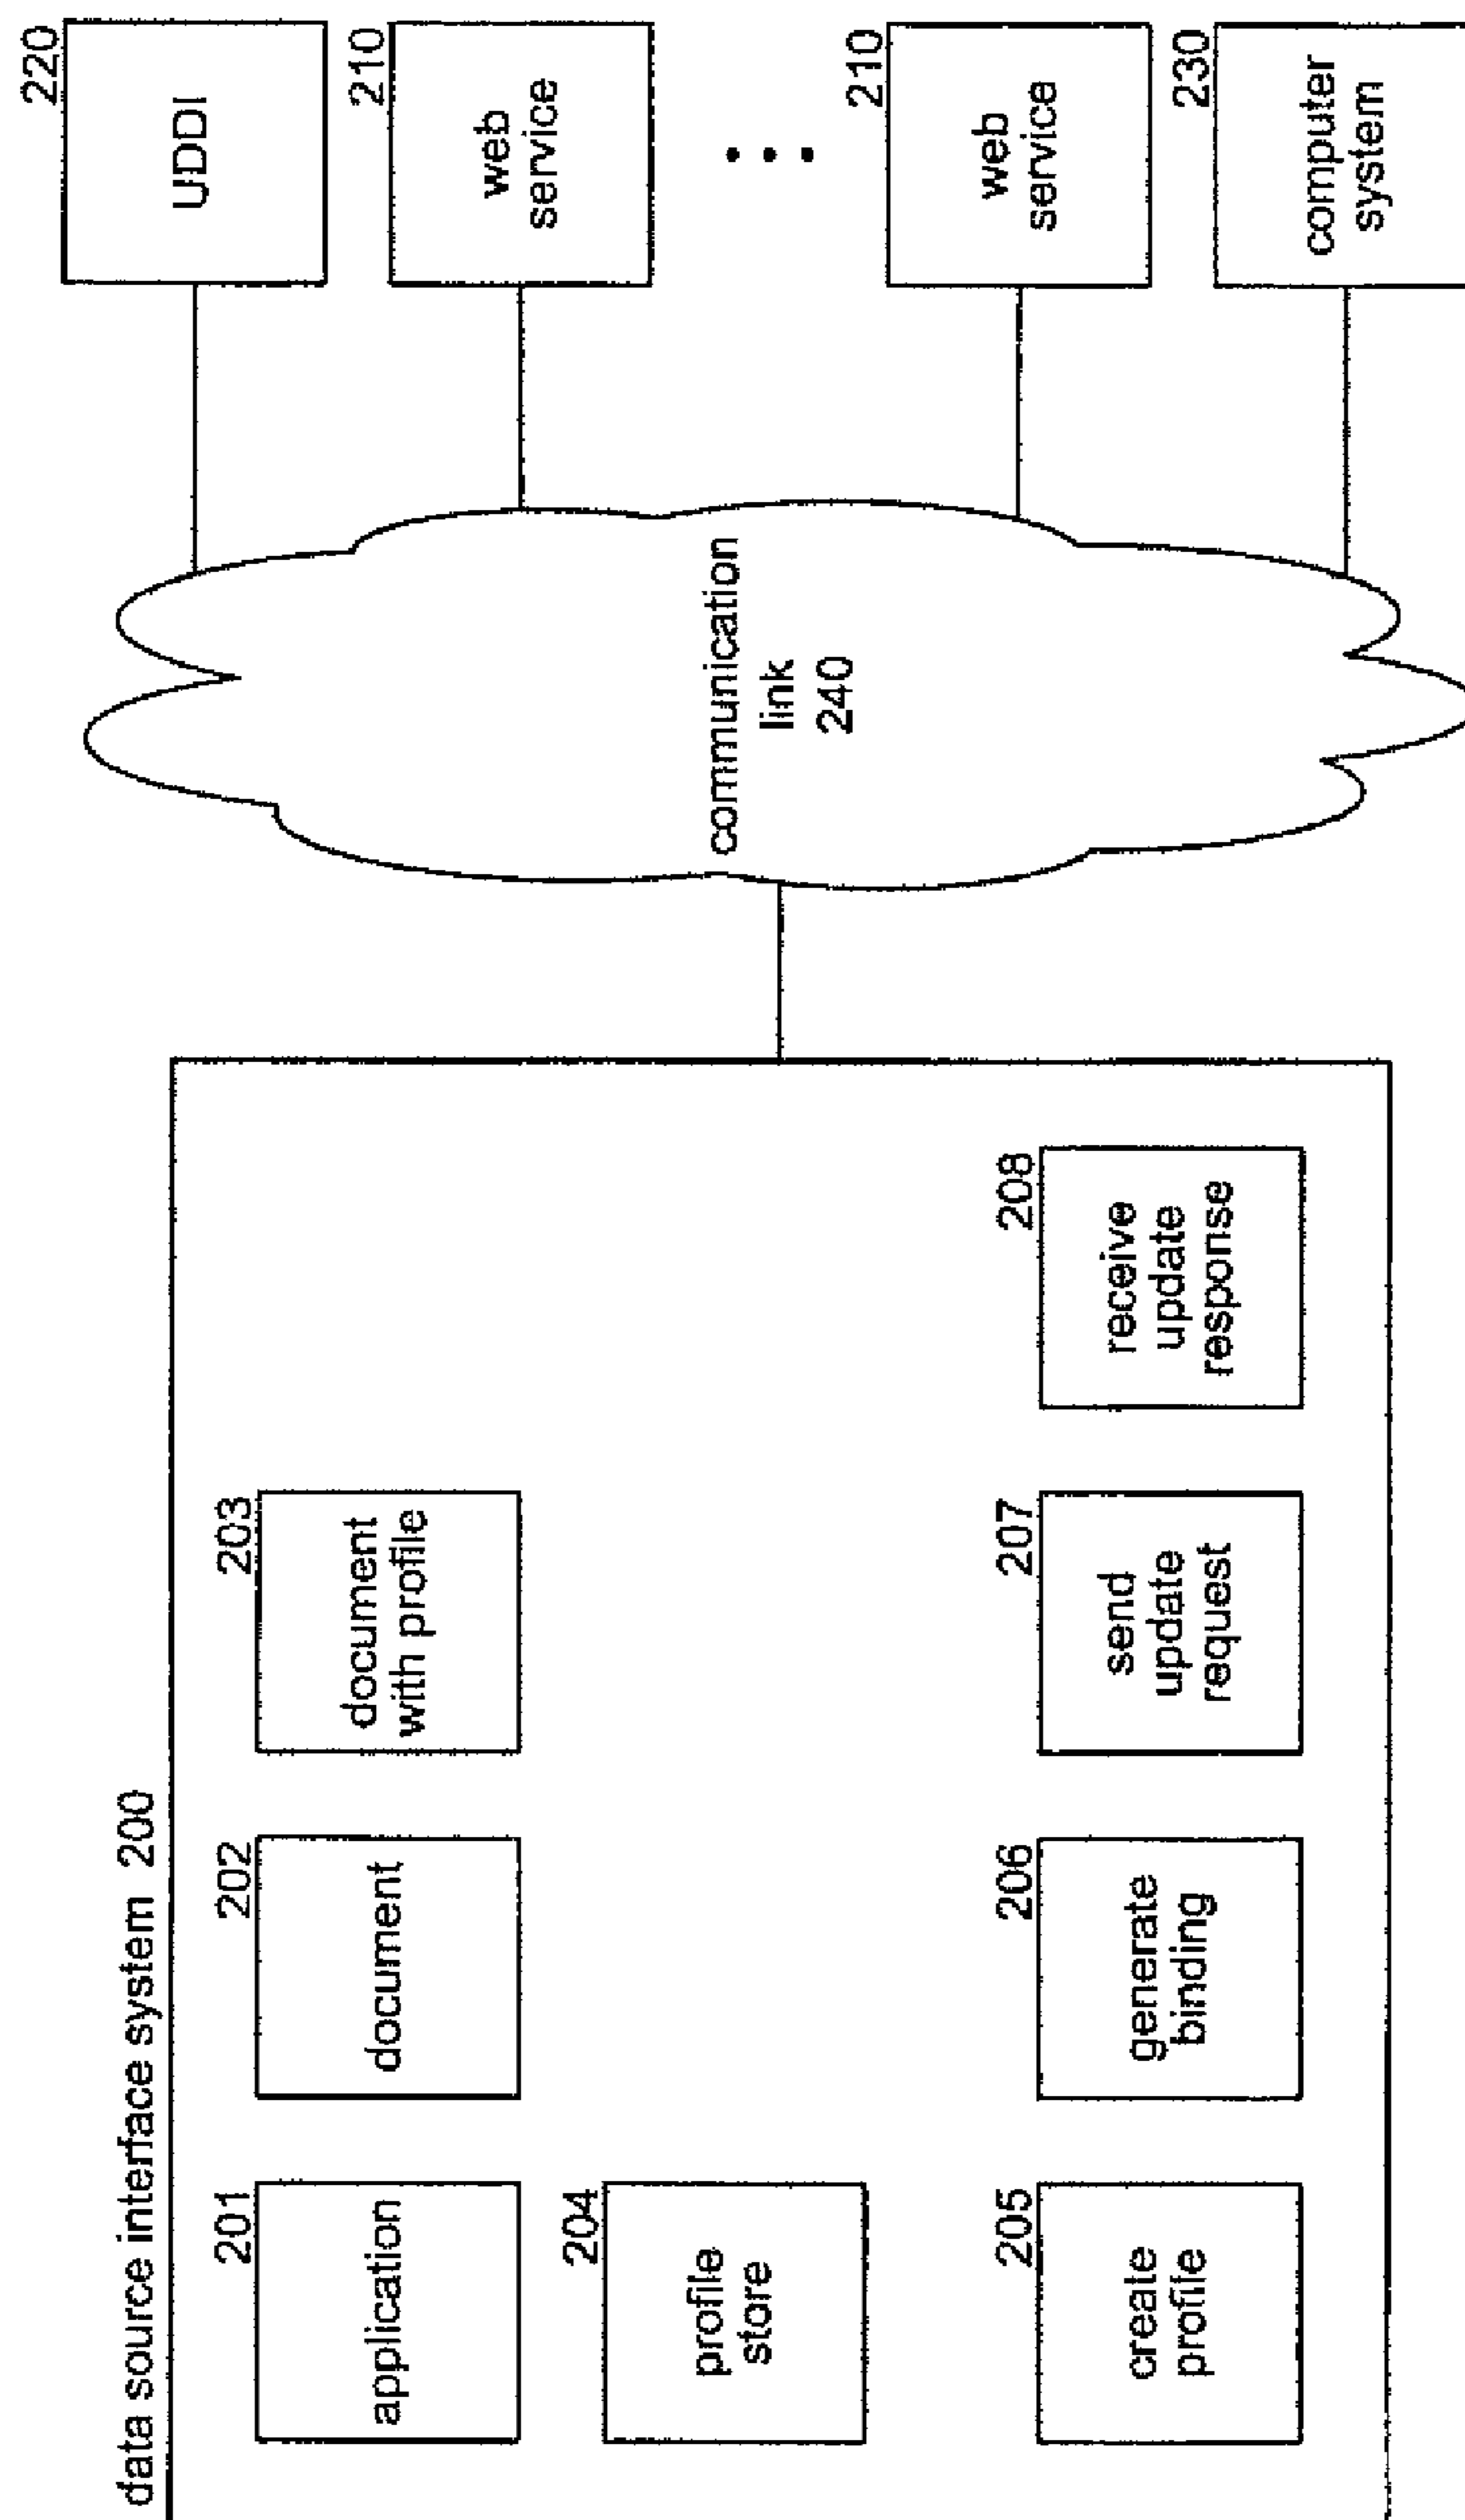 data source interface system 200
201
application
202
document
203
document
with profile
204
profile
store
205
create
profile
206
generate
binding
207
send
update
request
208
receive
update
response
communication
link
240
220
UDDI
210
web
service
210
web
service
230
computer
system